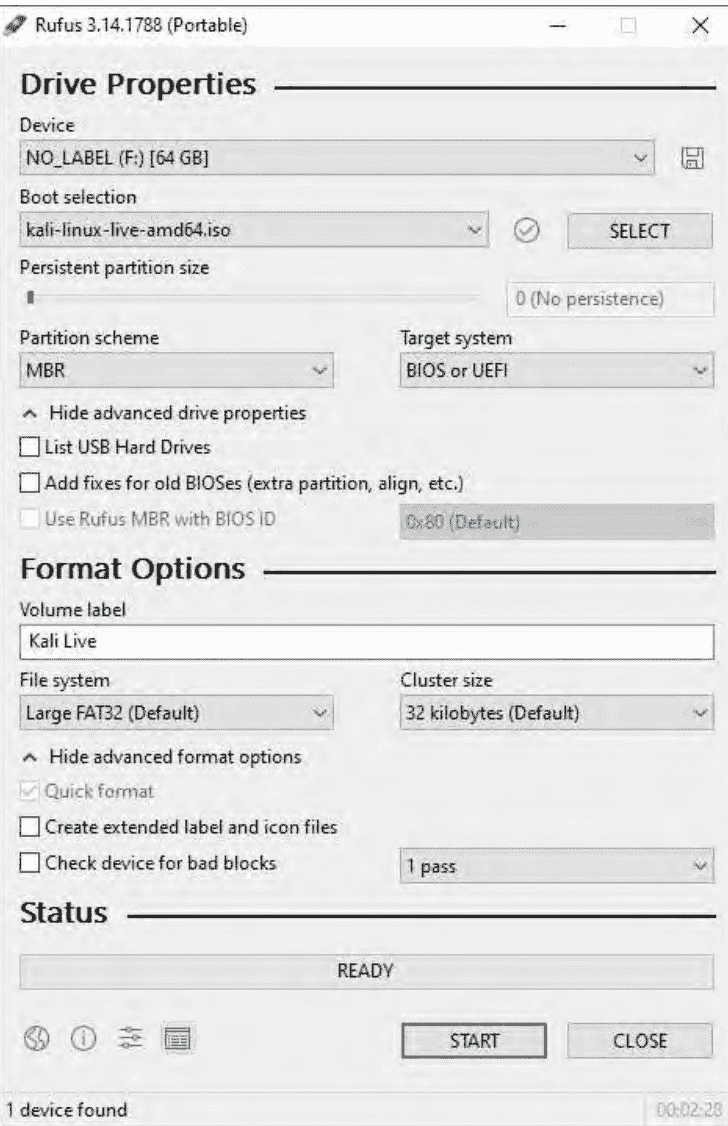 Rufus 3.14.1788 (Portable)
Drive Properties
Device
NO_LABEL (F:) [64 GB]
Boot selection
kali-linux-live-amd64.iso
SELECT
Persistent partition size
0 (No persistence)
Partition scheme
Target system
MBR
BIOS or UEFI
Hide advanced drive properties
List USB Hard Drives
Add fixes for old BIOSes (extra partition, align, etc.)
Use Rufus MBR with BIOS ID
0x80 (Default)
Format Options
Volume label
Kali Live
File system
Cluster size
Large FAT32 (Default)
32 kilobytes (Default)
Hide advanced format options
Quick format
Create extended label and icon files
Check device for bad blocks
1 pass
Status
READY
START
CLOSE
1 device found
00:02:28